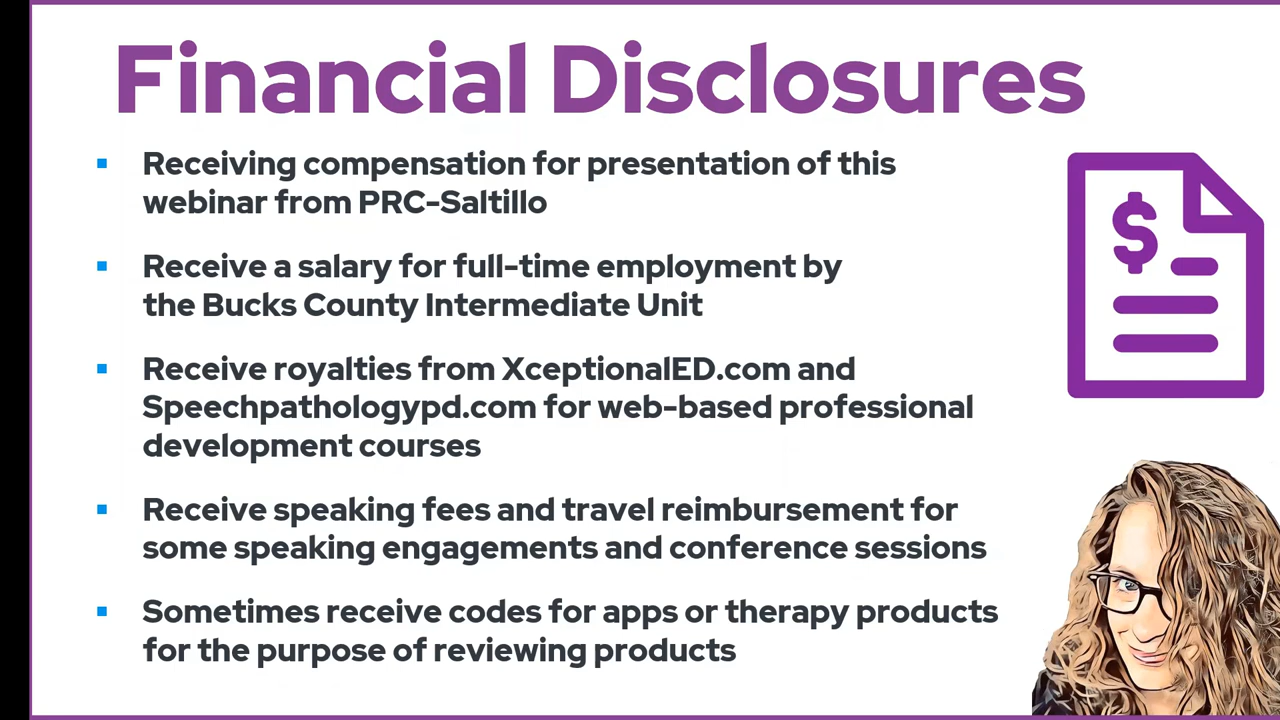 Financial Disclosures
Receiving compensation for presentation of this
webinar from PRC-Saltillo
Receive a salary for full-time employment by
the Bucks County Intermediate Unit
Receive royalties from XceptionalED.com and
Speechpathologypd.com for web-based professional
development courses
Receive speaking fees and travel reimbursement for
some speaking engagements and conference sessions
Sometimes receive codes for apps or therapy products
for the purpose of reviewing products
$